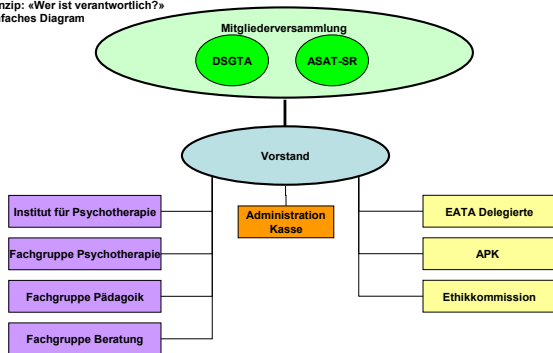 nzip: «Wer ist verantwortlich?»
nfaches Diagram
Mitgliederversammlung
DSGTA
ASAT-SR
Vorstand
Institut für Psychotherapie
Administration
Kasse
EATA Delegierte
Fachgruppe Psychotherapie
APK
Fachgruppe Pädagoik
Ethikkommission
Fachgruppe Beratung